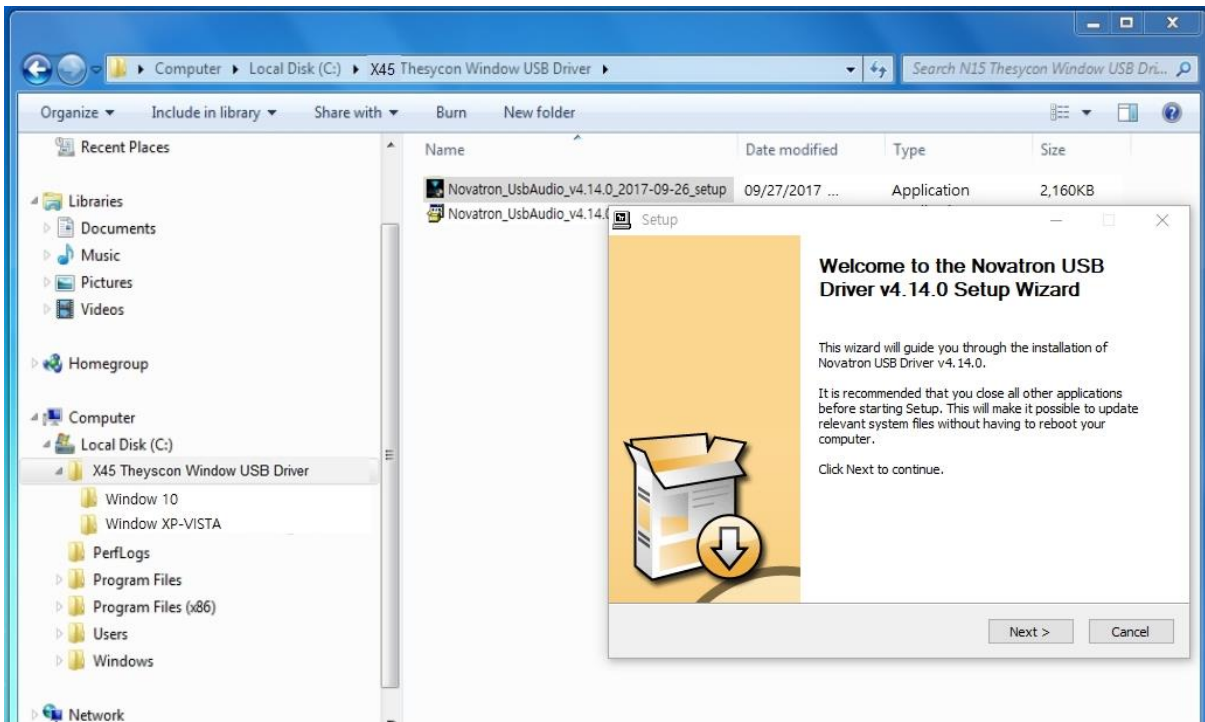 Computer ▸ Local Disk (C:) ▸ X45 Thesycon Window USB Driver ▸
Search N15 Thesycon Window USB Dri...
Organize Include in library Share with Burn New folder
Recent Places
Libraries
Documents
Music
Pictures
Videos
Homegroup
Computer
Local Disk (C:)
X45 Theyscon Window USB Driver
Window 10
Window XP-VISTA
PerfLogs
Program Files
Program Files (x86)
Users
Windows
Network
Name Date modified Type Size
Novatron_UsbAudio_v4.14.0_2017-09-26_setup 09/27/2017 ... Application 2,160KB
Novatron_UsbAudio_v4.14.(
Setup
Welcome to the Novatron USB
Driver v4.14.0 Setup Wizard
This wizard will guide you through the installation of
Novatron USB Driver v4.14.0.
It is recommended that you close all other applications
before starting Setup. This will make it possible to update
relevant system files without having to reboot your
computer.
Click Next to continue.
Next > Cancel